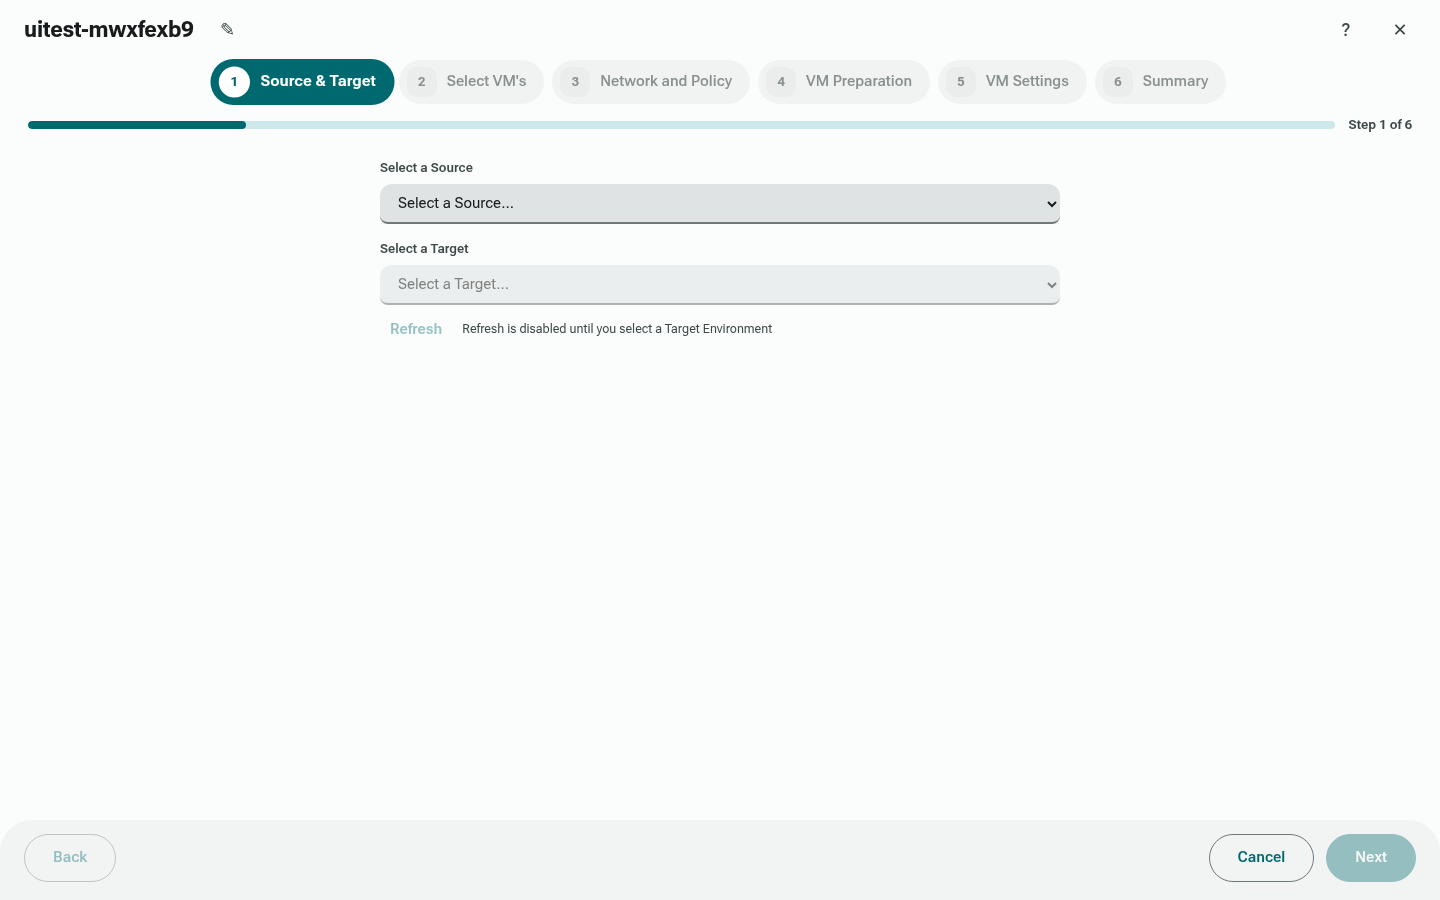 uitest-mwxfexb9 ✎ ? ✕
1 Source & Target 2 Select VM's 3 Network and Policy 4 VM Preparation 5 VM Settings 6 Summary
Step 1 of 6
Select a Source
Select a Source...
Select a Target
Select a Target...
Refresh Refresh is disabled until you select a Target Environment
Back Cancel Next